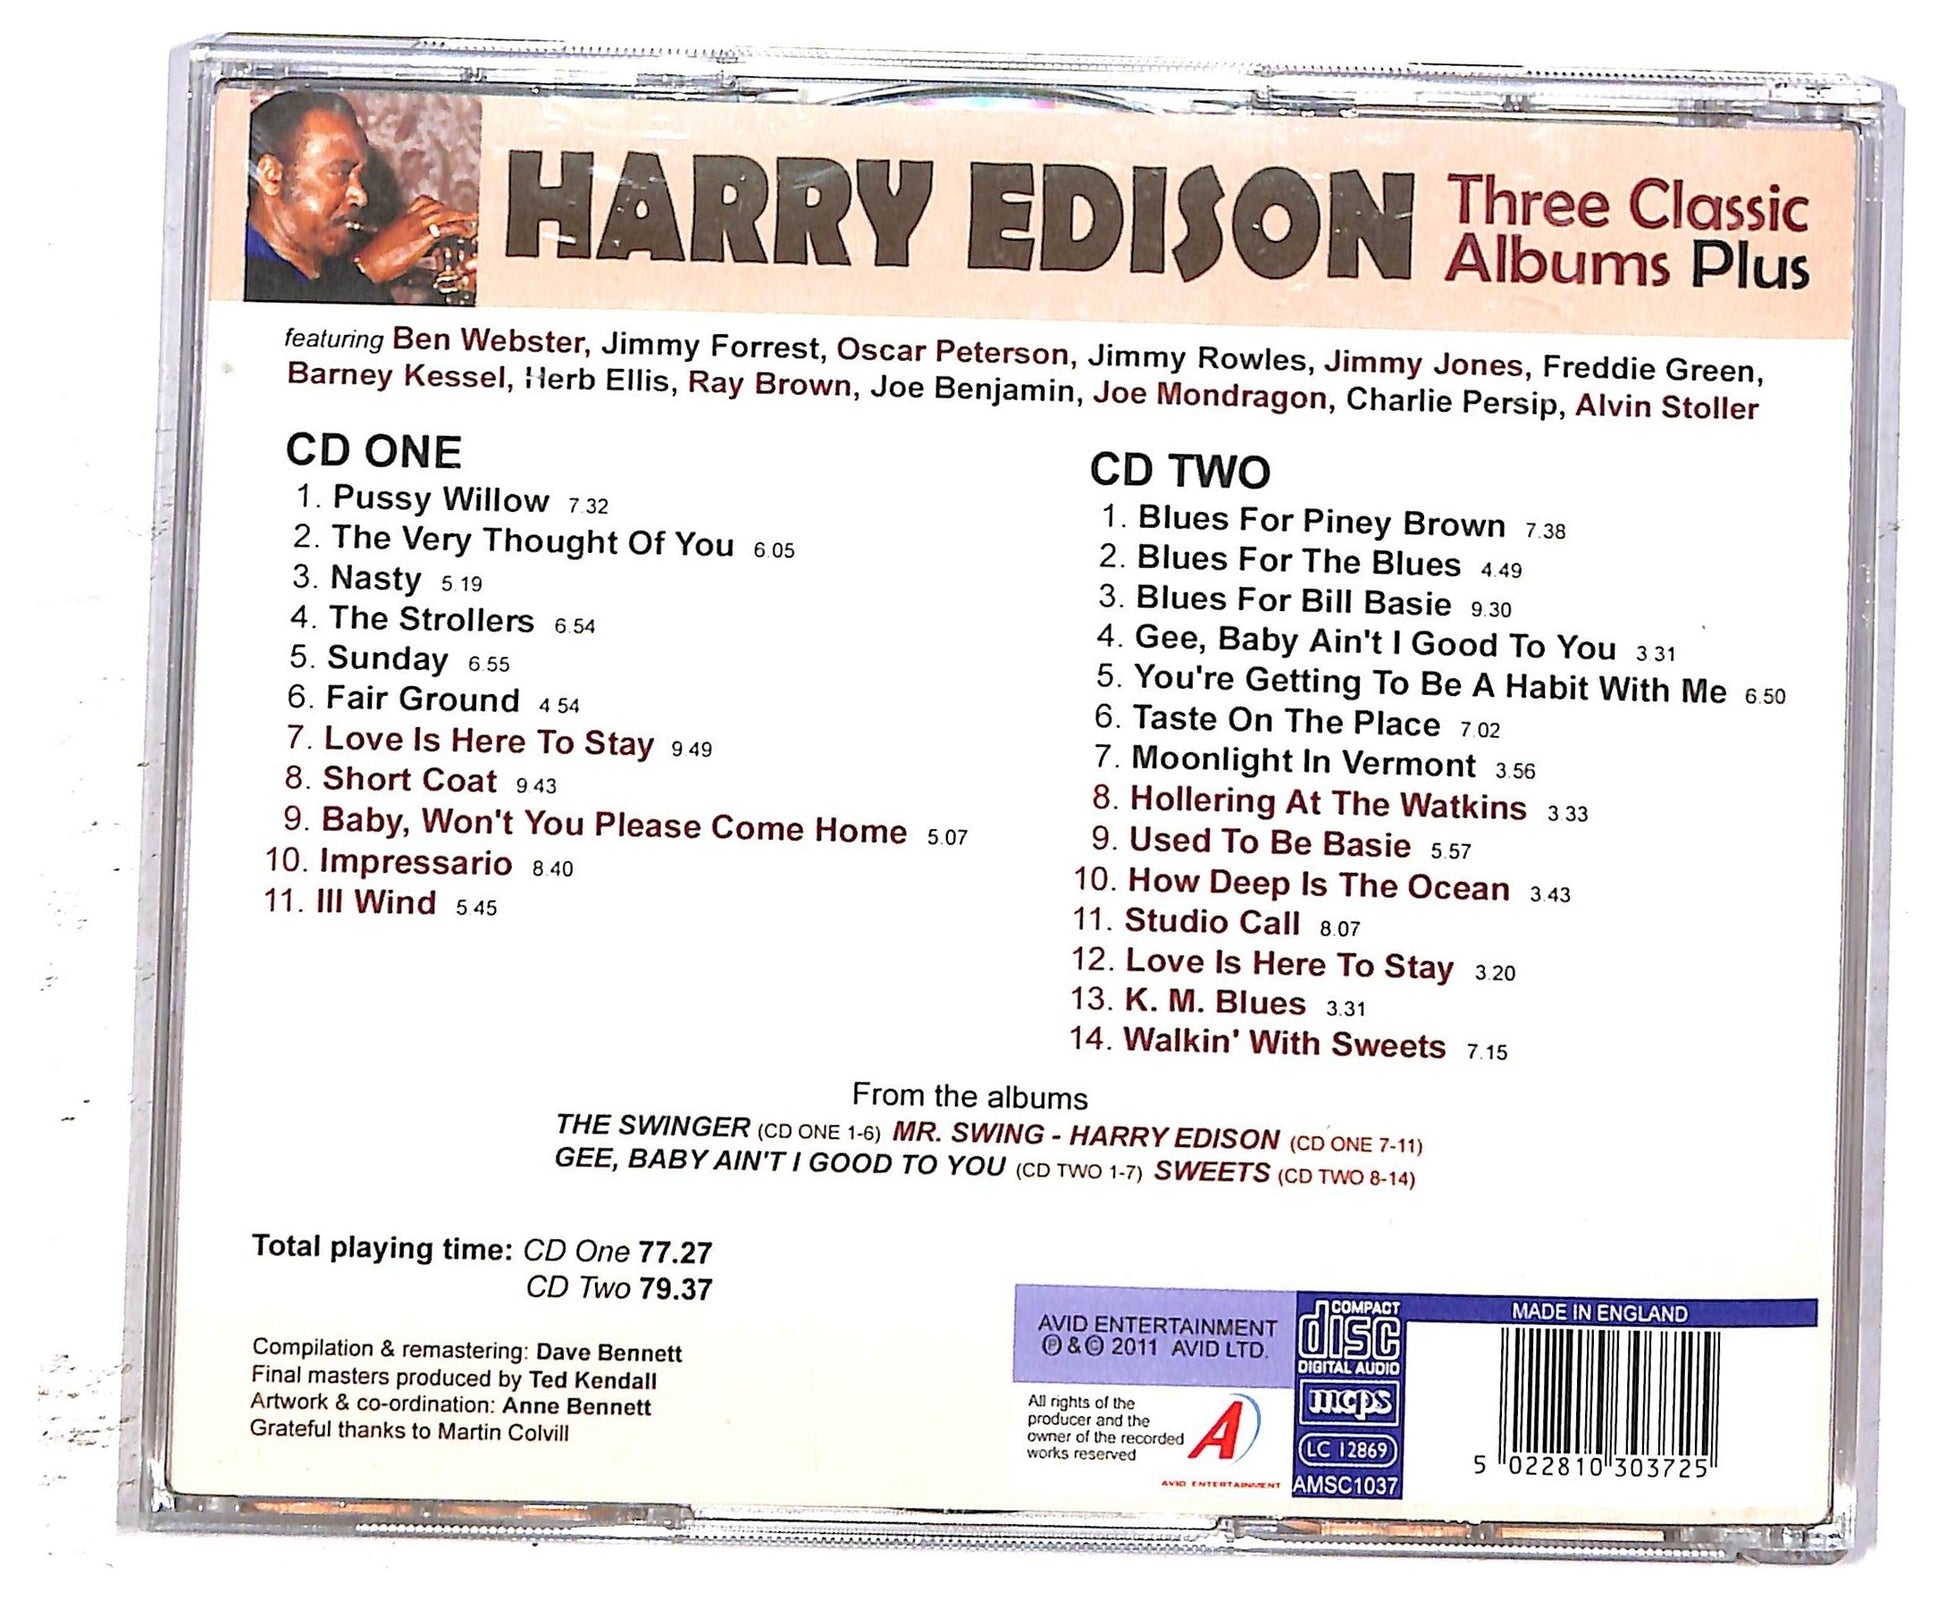 HARRY EDISON Three Classic
Albums Plus
featuring Ben Webster, Jimmy Forrest, Oscar Peterson, Jimmy Rowles, Jimmy Jones, Freddie Green,
Barney Kessel, Herb Ellis, Ray Brown, Joe Benjamin, Joe Mondragon, Charlie Persip, Alvin Stoller
CD ONE
1. Pussy Willow 7.32
2. The Very Thought Of You 6.05
3. Nasty 5.19
4. The Strollers 6.54
5. Sunday 6.55
6. Fair Ground 4.54
7. Love Is Here To Stay 9.49
8. Short Coat 9.43
9. Baby, Won't You Please Come Home 5.07
10. Impressario 8.40
11. Ill Wind 5.45
CD TWO
1. Blues For Piney Brown 7.38
2. Blues For The Blues 4.49
3. Blues For Bill Basie 9.30
4. Gee, Baby Ain't I Good To You 3.31
5. You're Getting To Be A Habit With Me 6.50
6. Taste On The Place 7.02
7. Moonlight In Vermont 3.56
8. Hollering At The Watkins 3.33
9. Used To Be Basie 5.57
10. How Deep Is The Ocean 3.43
11. Studio Call 8.07
12. Love Is Here To Stay 3.20
13. K. M. Blues 3.31
14. Walkin' With Sweets 7.15
From the albums
THE SWINGER (CD ONE 1-6) MR. SWING - HARRY EDISON (CD ONE 7-11)
GEE, BABY AIN'T I GOOD TO YOU (CD TWO 1-7) SWEETS (CD TWO 8-14)
Total playing time: CD One 77.27
CD Two 79.37
Compilation & remastering: Dave Bennett
Final masters produced by Ted Kendall
Artwork & co-ordination: Anne Bennett
Grateful thanks to Martin Colvill
AVID ENTERTAINMENT
℗ & © 2011 AVID LTD.
All rights of the
producer and the
owner of the recorded
works reserved
A
AVID ENTERTAINMENT
COMPACT
disc
DIGITAL AUDIO
mcps
LC 12869
AMSC1037
MADE IN ENGLAND
5 022810 303725